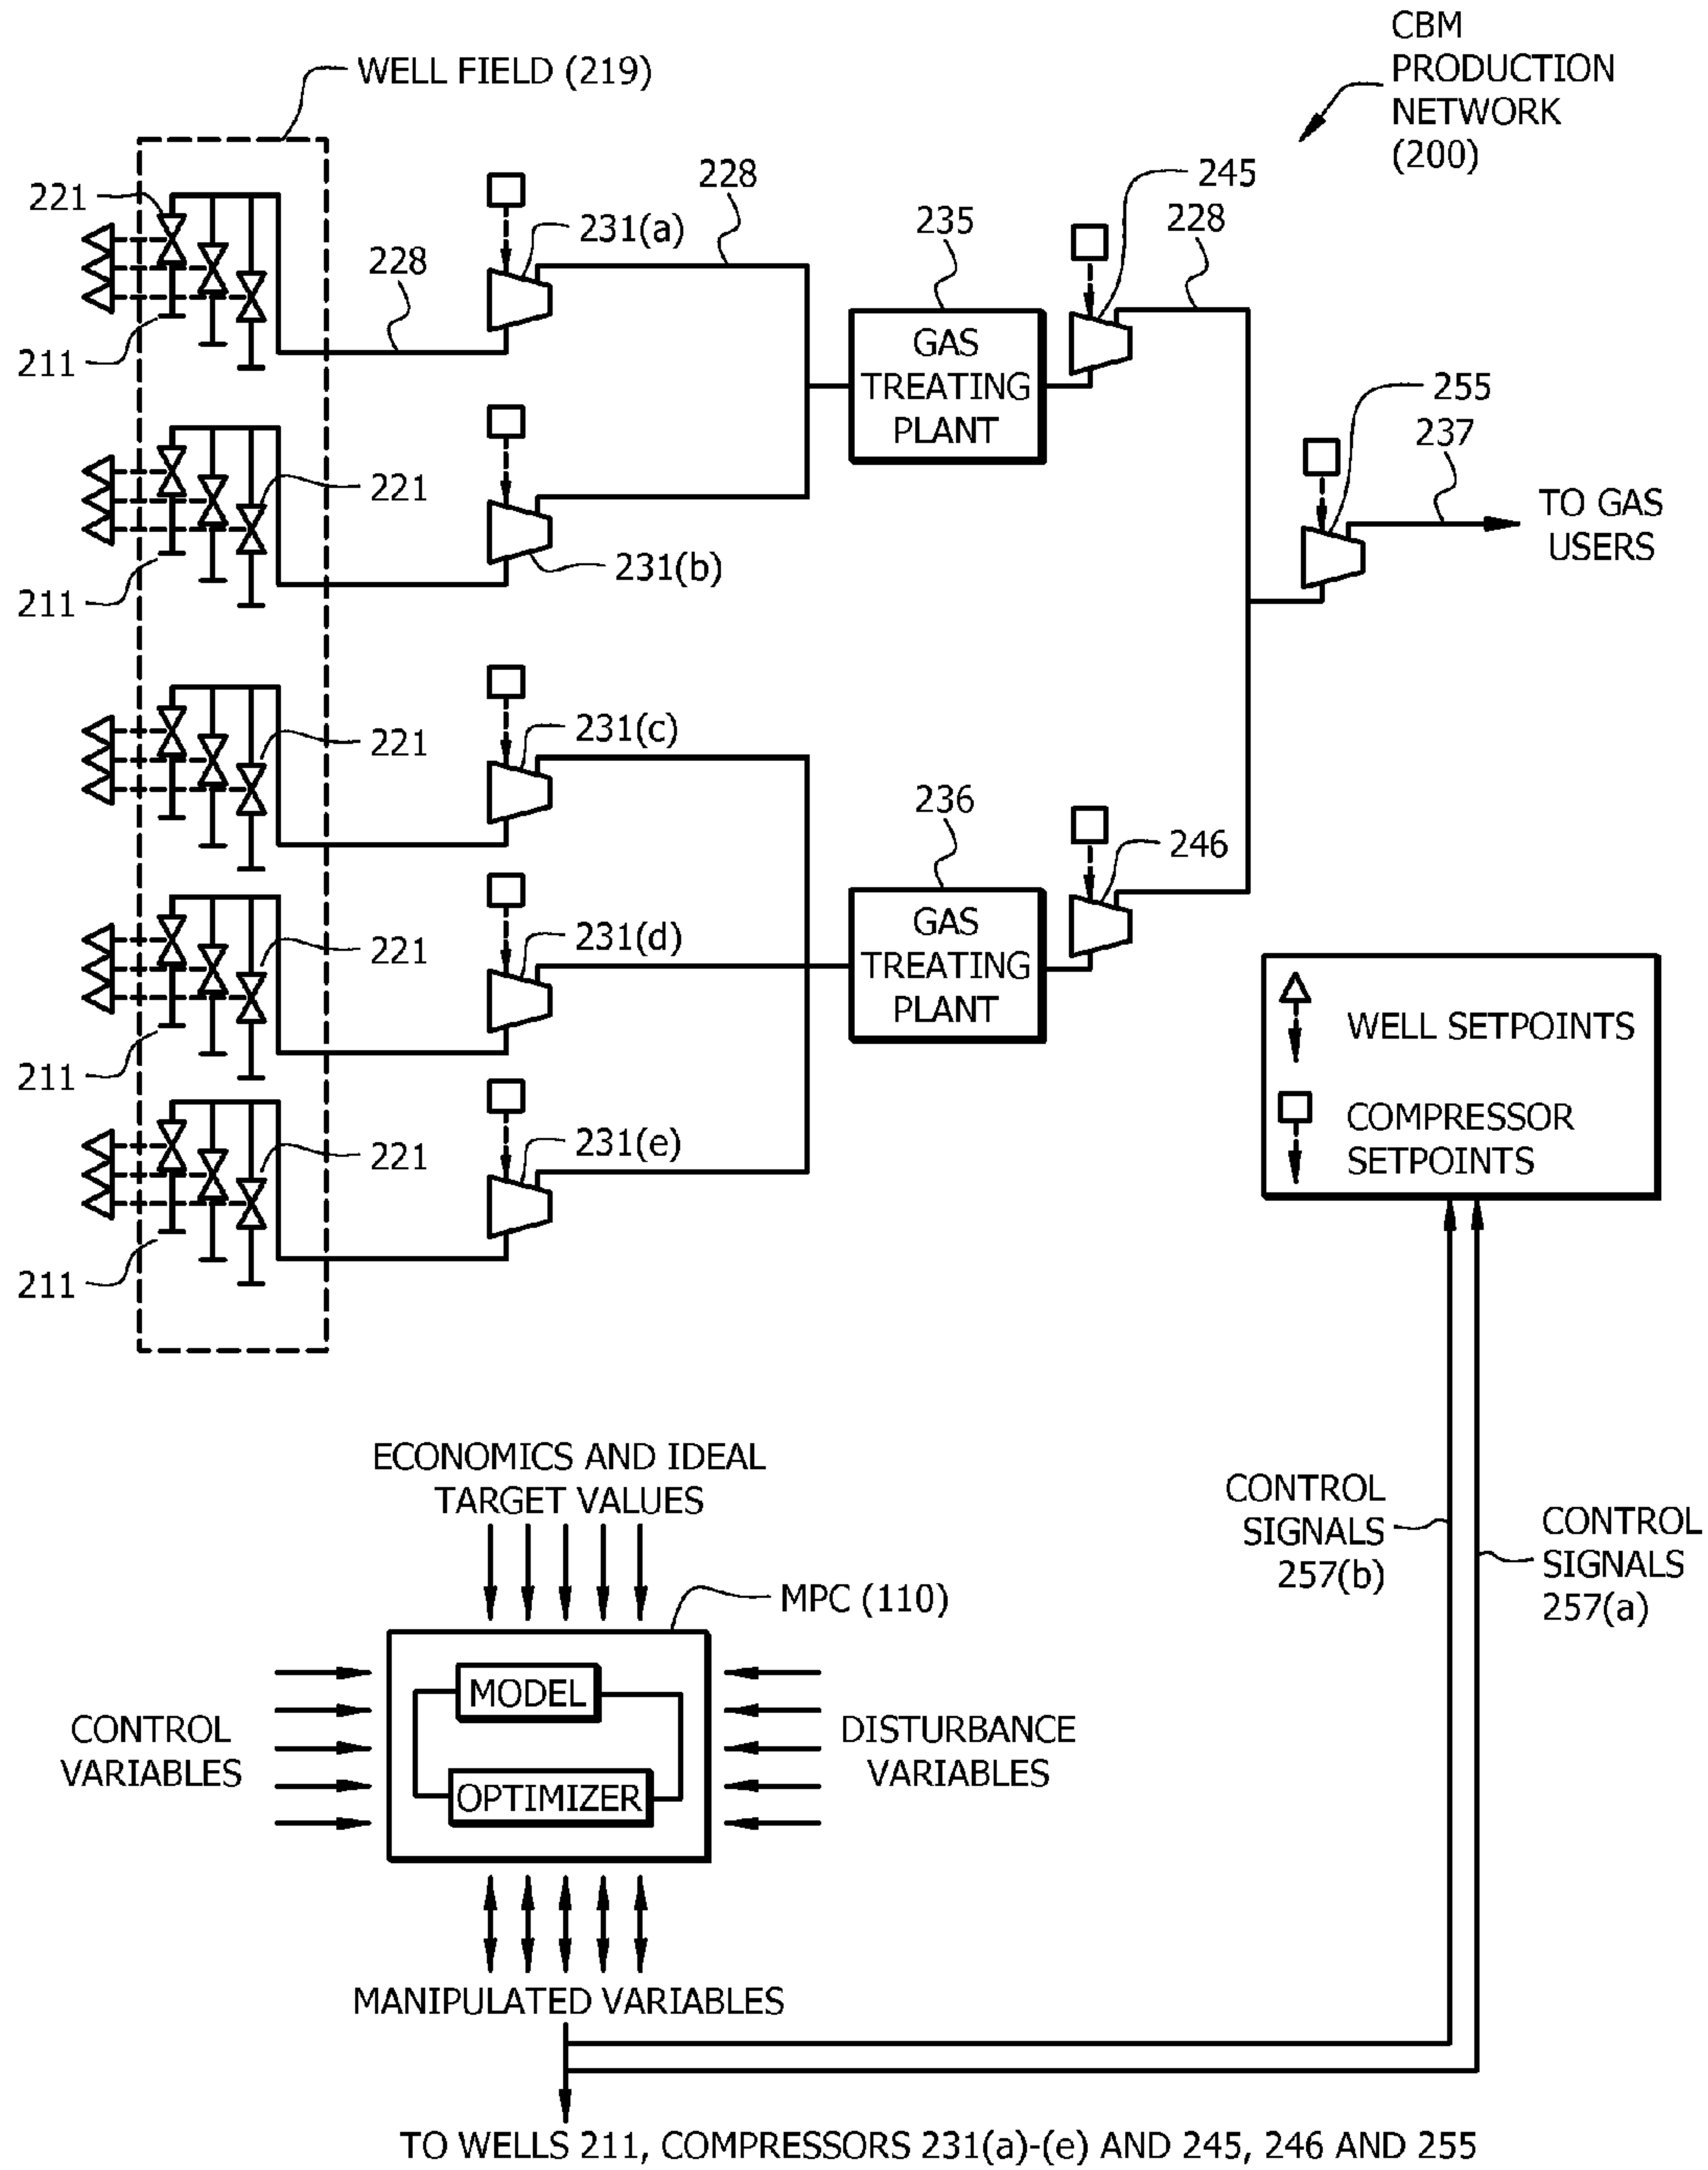 CBM
PRODUCTION
NETWORK
(200)
WELL FIELD (219)
221
228
245
228
231(a)
235
228
211
GAS
TREATING
PLANT
255
237
221
TO GAS
USERS
231(b)
211
231(c)
221
236
246
231(d)
221
GAS
TREATING
PLANT
211
WELL SETPOINTS
COMPRESSOR
SETPOINTS
231(e)
221
211
ECONOMICS AND IDEAL
TARGET VALUES
CONTROL
SIGNALS
257(b)
CONTROL
SIGNALS
257(a)
MPC (110)
MODEL
CONTROL
VARIABLES
DISTURBANCE
VARIABLES
OPTIMIZER
MANIPULATED VARIABLES
TO WELLS 211, COMPRESSORS 231(a)-(e) AND 245, 246 AND 255